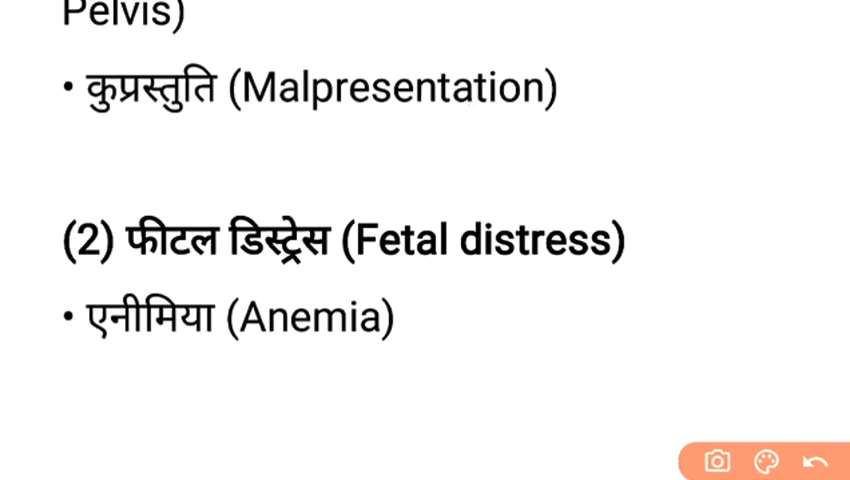 Pelvis)
• कुप्रस्तुति (Malpresentation)
(2) फीटल डिस्ट्रेस (Fetal distress)
• एनीमिया (Anemia)